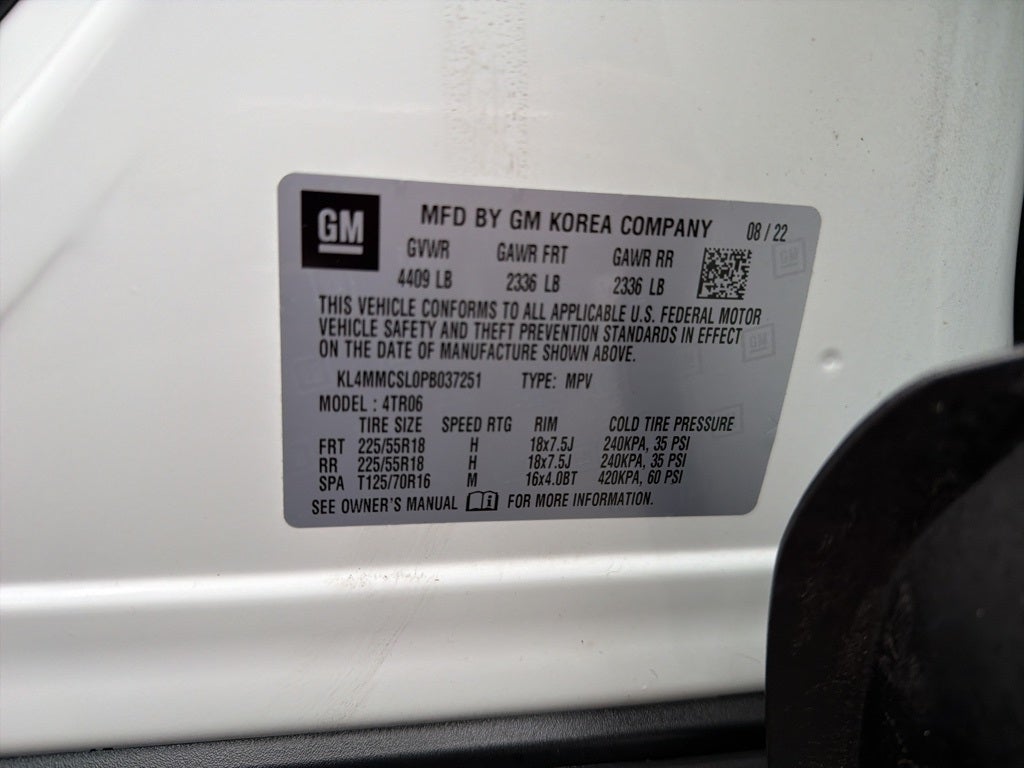 GM
MFD BY GM KOREA COMPANY 08 / 22
GVWR GAWR FRT GAWR RR
4409 LB 2336 LB 2336 LB
THIS VEHICLE CONFORMS TO ALL APPLICABLE U.S. FEDERAL MOTOR
VEHICLE SAFETY AND THEFT PREVENTION STANDARDS IN EFFECT
ON THE DATE OF MANUFACTURE SHOWN ABOVE.
KL4MMCSL0PB037251 TYPE: MPV
MODEL : 4TR06
TIRE SIZE SPEED RTG RIM COLD TIRE PRESSURE
FRT 225/55R18 H 18x7.5J 240KPA, 35 PSI
RR 225/55R18 H 18x7.5J 240KPA, 35 PSI
SPA T125/70R16 M 16x4.0BT 420KPA, 60 PSI
SEE OWNER'S MANUAL i FOR MORE INFORMATION.
GM
GM